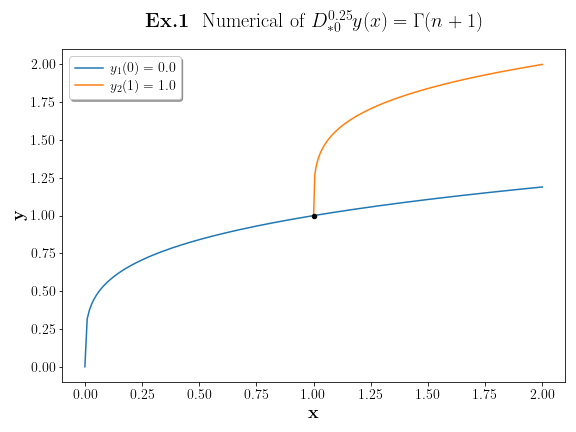 Ex.1 Numerical of $D_{*0}^{0.25}y(x) = \Gamma(n+1)$
y₁(0) = 0.0
y₂(1) = 1.0
2.00
1.75
1.50
1.25
1.00
0.75
0.50
0.25
0.00
y
0.00 0.25 0.50 0.75 1.00 1.25 1.50 1.75 2.00
x